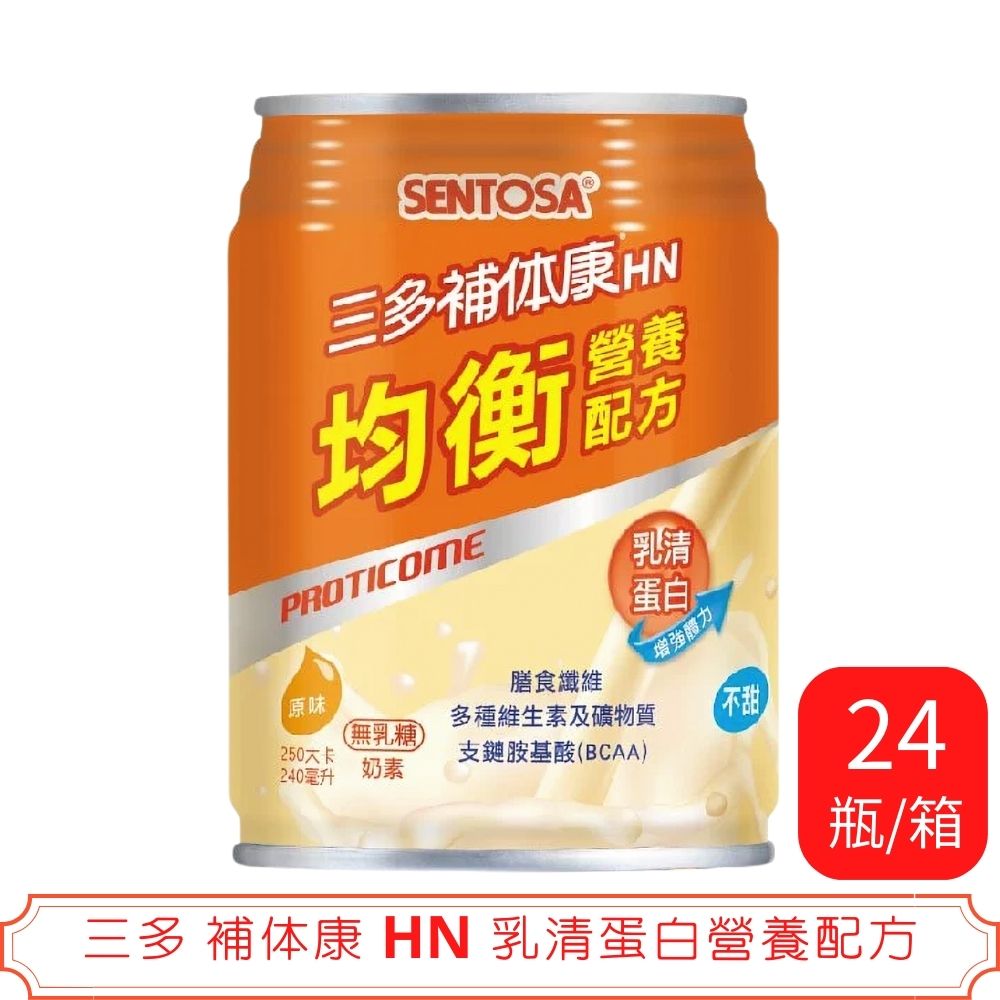 SENTOSA®
三多補体康HN
均衡
營養
配方
PROTICOME
乳清
蛋白
增強體力
原味
無乳糖
250大卡
240毫升
奶素
膳食纖維
多種維生素及礦物質
支鏈胺基酸(BCAA)
不甜
24
瓶/箱
三多 補体康 HN 乳清蛋白營養配方